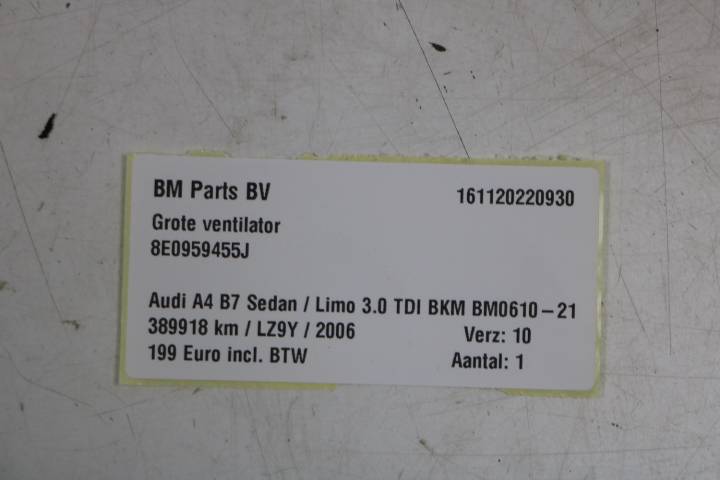 BM Parts BV 161120220930
Grote ventilator
8E0959455J
Audi A4 B7 Sedan / Limo 3.0 TDI BKM BM0610-21
389918 km / LZ9Y / 2006 Verz: 10
199 Euro incl. BTW Aantal: 1